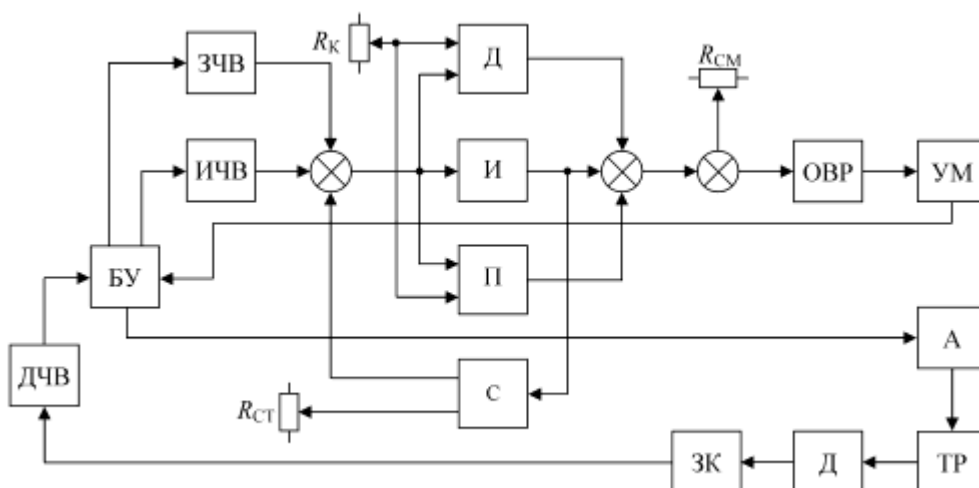 ЗЧВ
R_К
Д
R_СМ
ИЧВ
И
ОВР
УМ
БУ
П
А
ДЧВ
R_СТ
С
ЗК
Д
ТР